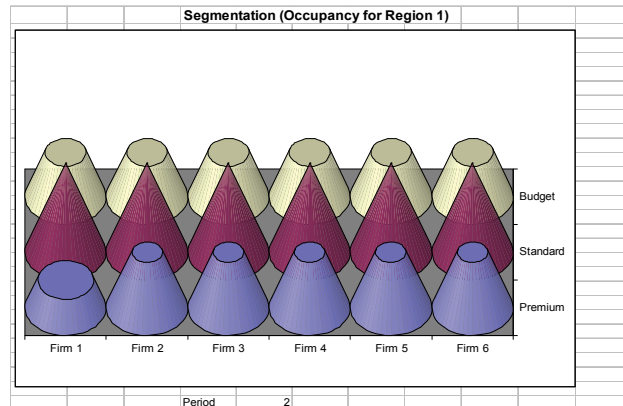 Segmentation (Occupancy for Region 1)
Budget
Standard
Premium
Firm 1 Firm 2 Firm 3 Firm 4 Firm 5 Firm 6
Period 2